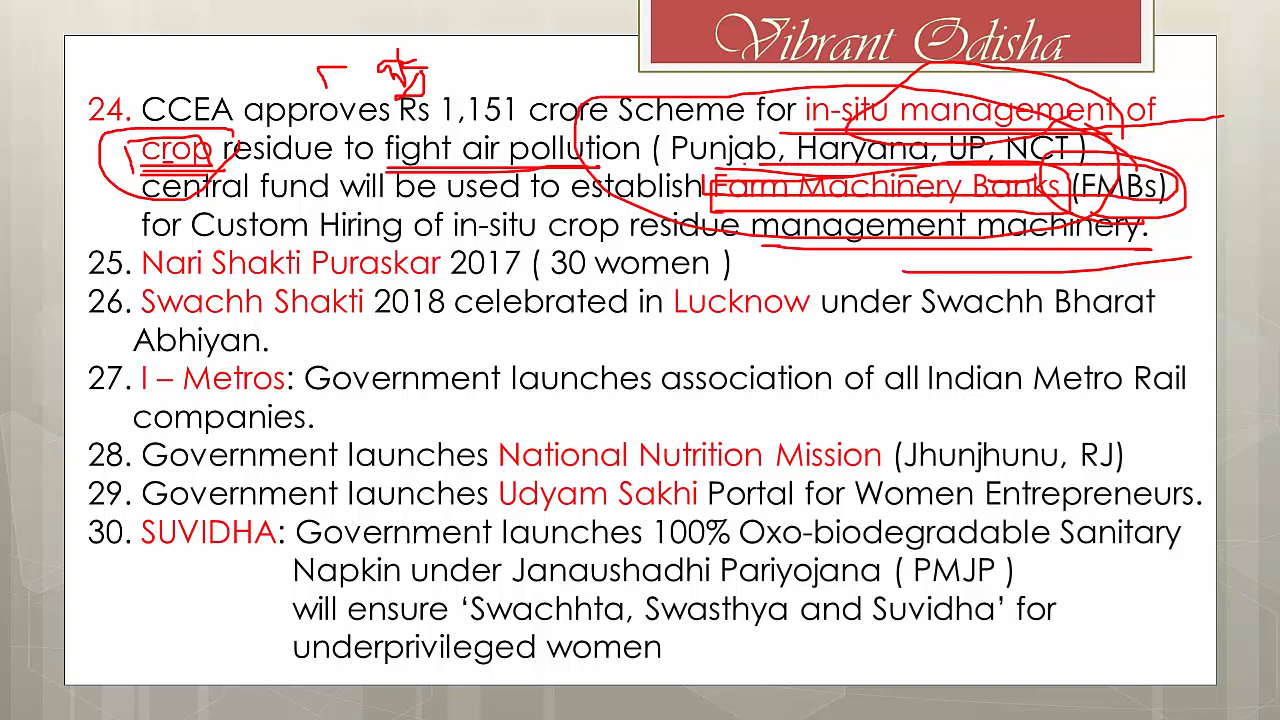 Vibrant Odisha
24. CCEA approves Rs 1,151 crore Scheme for in-situ management of
crop residue to fight air pollution ( Punjab, Haryana, UP, NCT )
central fund will be used to establish Farm Machinery Banks (FMBs)
for Custom Hiring of in-situ crop residue management machinery.
25. Nari Shakti Puraskar 2017 ( 30 women )
26. Swachh Shakti 2018 celebrated in Lucknow under Swachh Bharat
Abhiyan.
27. I – Metros: Government launches association of all Indian Metro Rail
companies.
28. Government launches National Nutrition Mission (Jhunjhunu, RJ)
29. Government launches Udyam Sakhi Portal for Women Entrepreneurs.
30. SUVIDHA: Government launches 100% Oxo-biodegradable Sanitary
Napkin under Janaushadhi Pariyojana ( PMJP )
will ensure ‘Swachhta, Swasthya and Suvidha’ for
underprivileged women